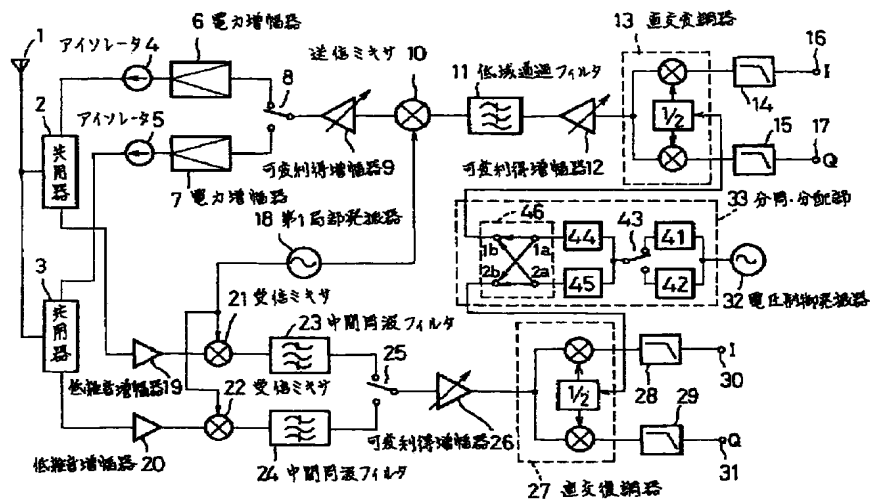 1
アイソレータ4
6 電力増幅器
8
送信ミキサ
10
11 低域通過フィルタ
13 直交変調器
16
I
14
2
共用器
アイソレータ5
7 電力増幅器
可変利得増幅器9
可変利得増幅器12
1/2
15
17
Q
18 第1局部発振器
33 分周・分配部
46
1b
1a
2b
2a
44
45
43
41
42
32 電圧制御発振器
3
共用器
21 受信ミキサ
23 中間周波フィルタ
25
低雑音増幅器19
受信ミキサ
22
低雑音増幅器
20
24 中間周波フィルタ
可変利得増幅器26
1/2
28
I
30
29
Q
31
27 直交復調器